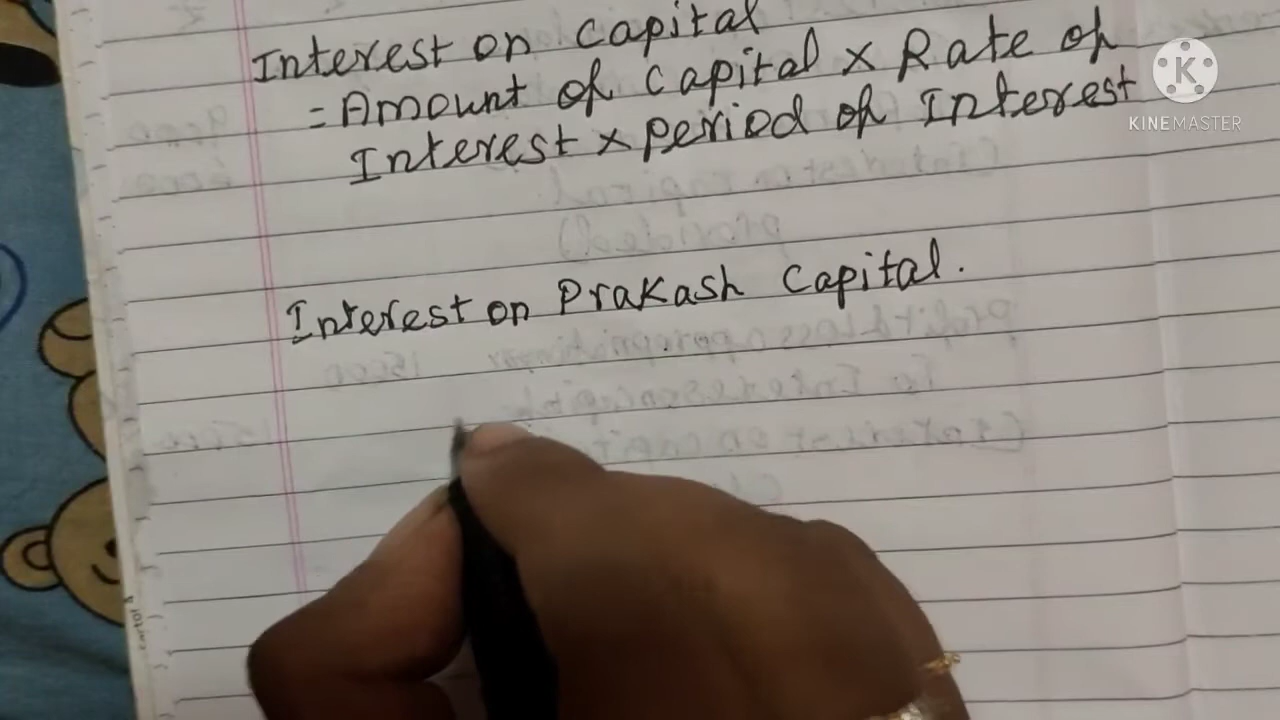 Interest on capital
= Amount of capital × Rate of
Interest × period of Interest
K
KINEMASTER
Interest on Prakash capital.